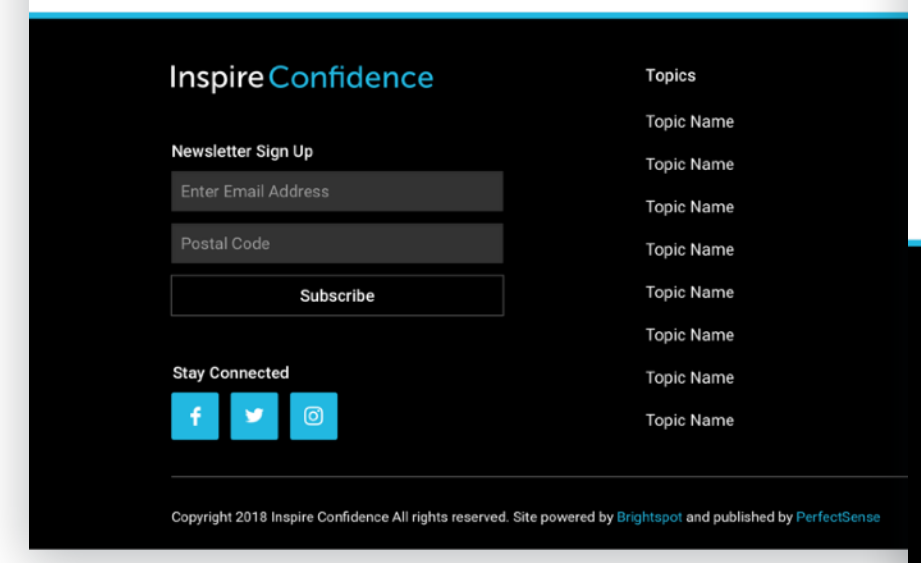 Inspire Confidence
Newsletter Sign Up
Enter Email Address
Postal Code
Subscribe
Stay Connected
Topics
Topic Name
Topic Name
Topic Name
Topic Name
Topic Name
Topic Name
Topic Name
Topic Name
Copyright 2018 Inspire Confidence All rights reserved. Site powered by Brightspot and published by PerfectSense